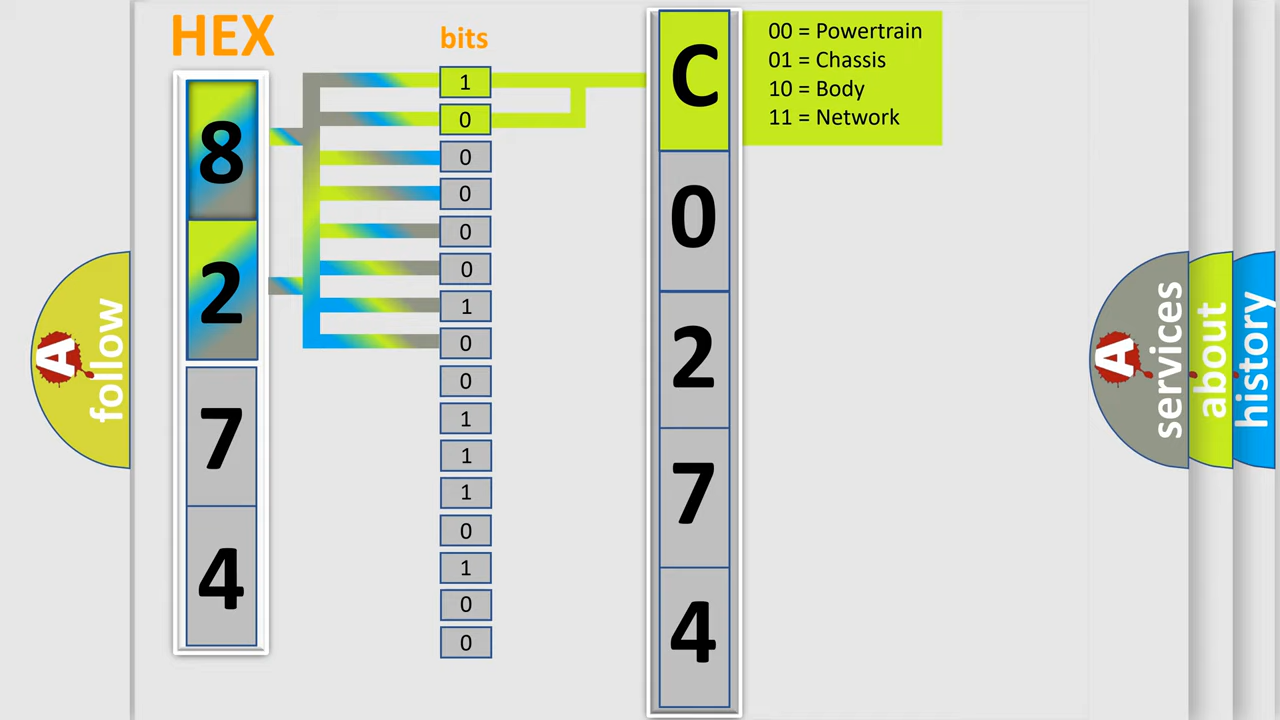 HEX
8
2
7
4
bits
1
0
0
0
0
0
1
0
0
1
1
1
0
1
0
0
C
0
2
7
4
00 = Powertrain
01 = Chassis
10 = Body
11 = Network
A
follow
A
services
about
history